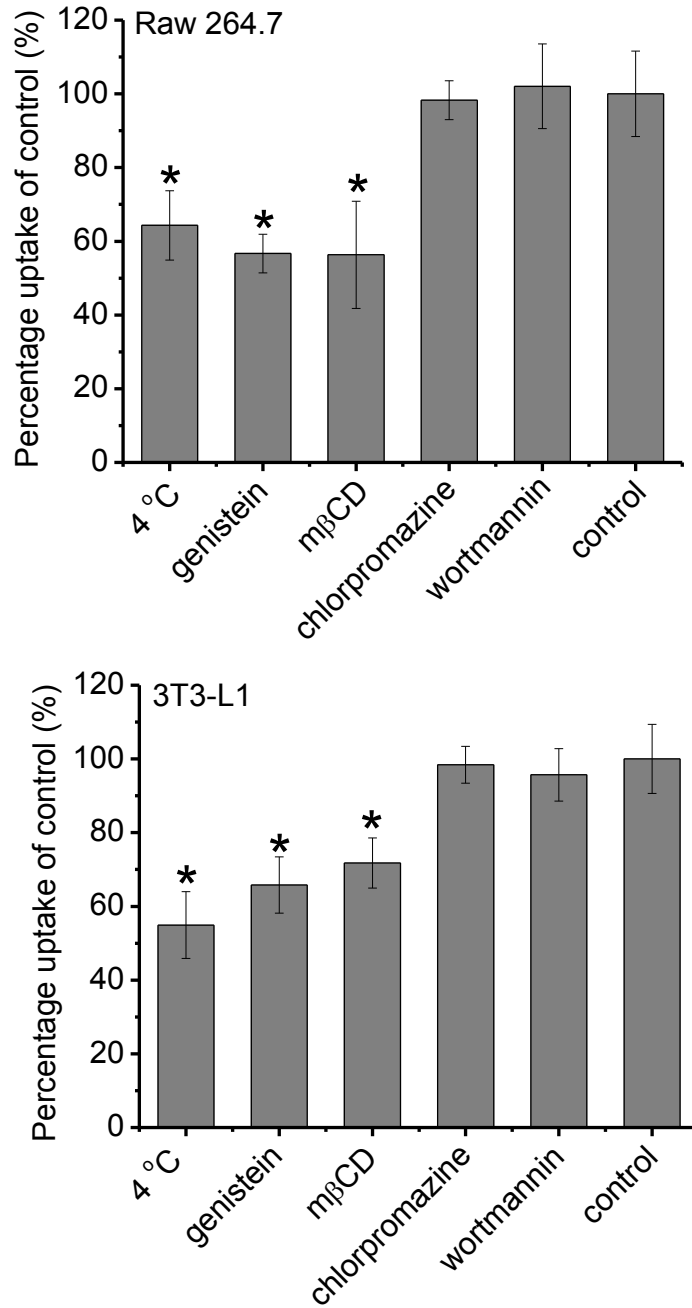 Raw 264.7
Percentage uptake of control (%)
120
100
80
60
40
20
0
*
*
*
4 °C
genistein
mβCD
chlorpromazine
wortmannin
control
3T3-L1
Percentage uptake of control (%)
120
100
80
60
40
20
0
*
*
*
4 °C
genistein
mβCD
chlorpromazine
wortmannin
control